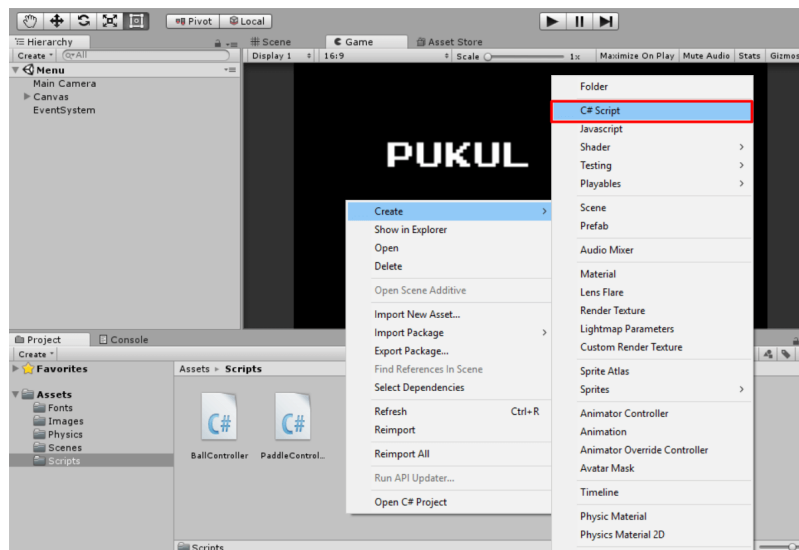 Pivot Local
Hierarchy
Scene Game Asset Store
Create All
Display 1 16:9 Scale 1x Maximize On Play Mute Audio Stats Gizmos
Menu
Main Camera
Canvas
EventSystem
PUKUL
Create
Show in Explorer
Open
Delete
Open Scene Additive
Import New Asset...
Import Package
Export Package...
Find References In Scene
Select Dependencies
Refresh Ctrl+R
Reimport
Reimport All
Run API Updater...
Open C# Project
Folder
C# Script
Javascript
Shader
Testing
Playables
Scene
Prefab
Audio Mixer
Material
Lens Flare
Render Texture
Lightmap Parameters
Custom Render Texture
Sprite Atlas
Sprites
Animator Controller
Animation
Animator Override Controller
Avatar Mask
Timeline
Physic Material
Physics Material 2D
Project Console
Create
Favorites
Assets
Fonts
Images
Physics
Scenes
Scripts
Assets Scripts
C# C#
BallController PaddleControl...
Scripts